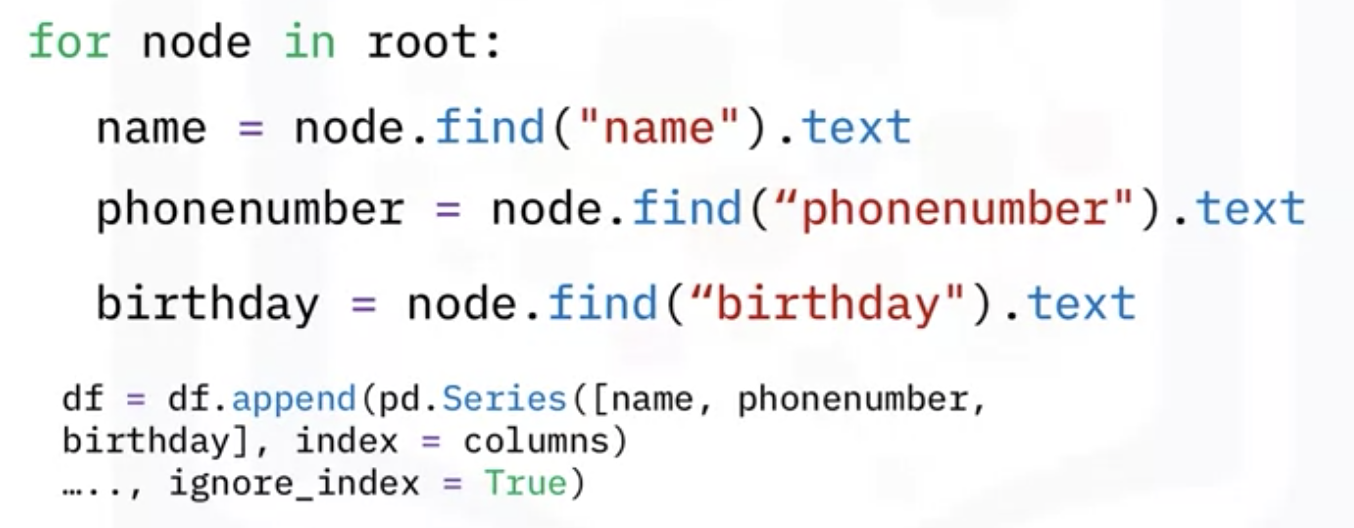 for node in root:
name = node.find("name").text
phonenumber = node.find(“phonenumber").text
birthday = node.find(“birthday").text
df = df.append(pd.Series([name, phonenumber,
birthday], index = columns)
….., ignore_index = True)